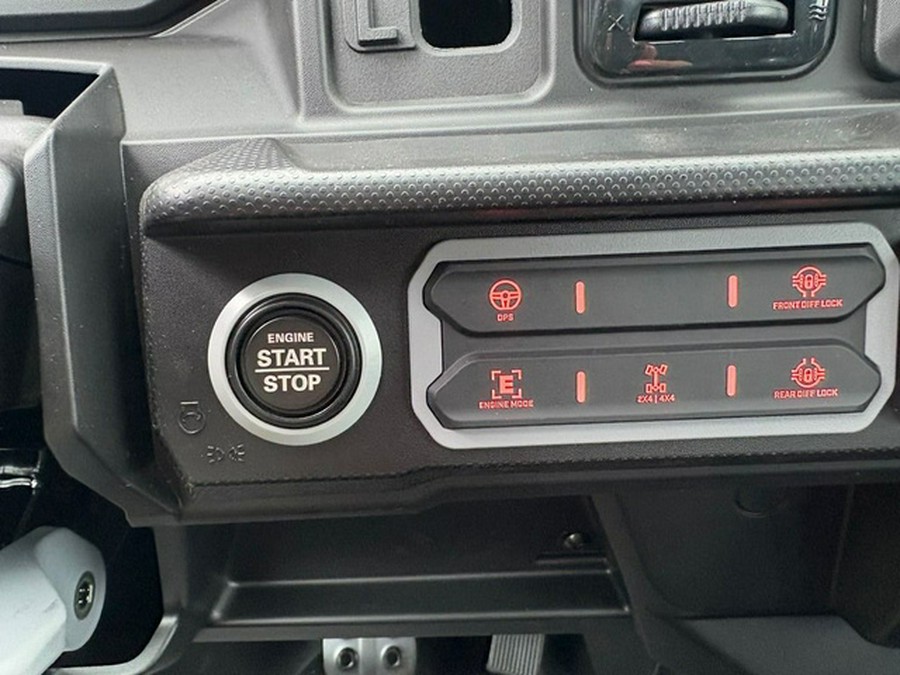 L
ENGINE
START
STOP
DPS
FRONT DIFF LOCK
E
ENGINE MODE
2X4 | 4X4
REAR DIFF LOCK